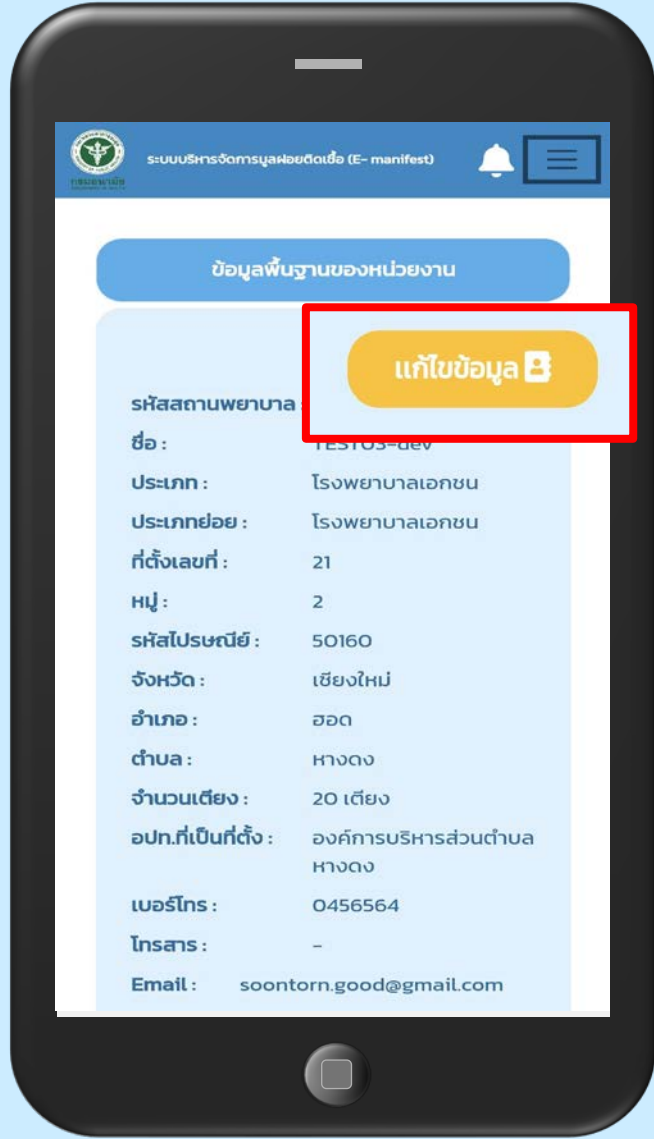 ระบบบริหารจัดการมูลฝอยติดเชื้อ (E- manifest)
กรมอนามัย
ข้อมูลพื้นฐานของหน่วยงาน
แก้ไขข้อมูล
รหัสสถานพยาบาล :
ชื่อ : TEST03-dev
ประเภท : โรงพยาบาลเอกชน
ประเภทย่อย : โรงพยาบาลเอกชน
ที่ตั้งเลขที่ : 21
หมู่ : 2
รหัสไปรษณีย์ : 50160
จังหวัด : เชียงใหม่
อำเภอ : ฮอด
ตำบล : หางดง
จำนวนเตียง : 20 เตียง
อปท.ที่เป็นที่ตั้ง : องค์การบริหารส่วนตำบล
หางดง
เบอร์โทร : 0456564
โทรสาร : -
Email : soontorn.good@gmail.com